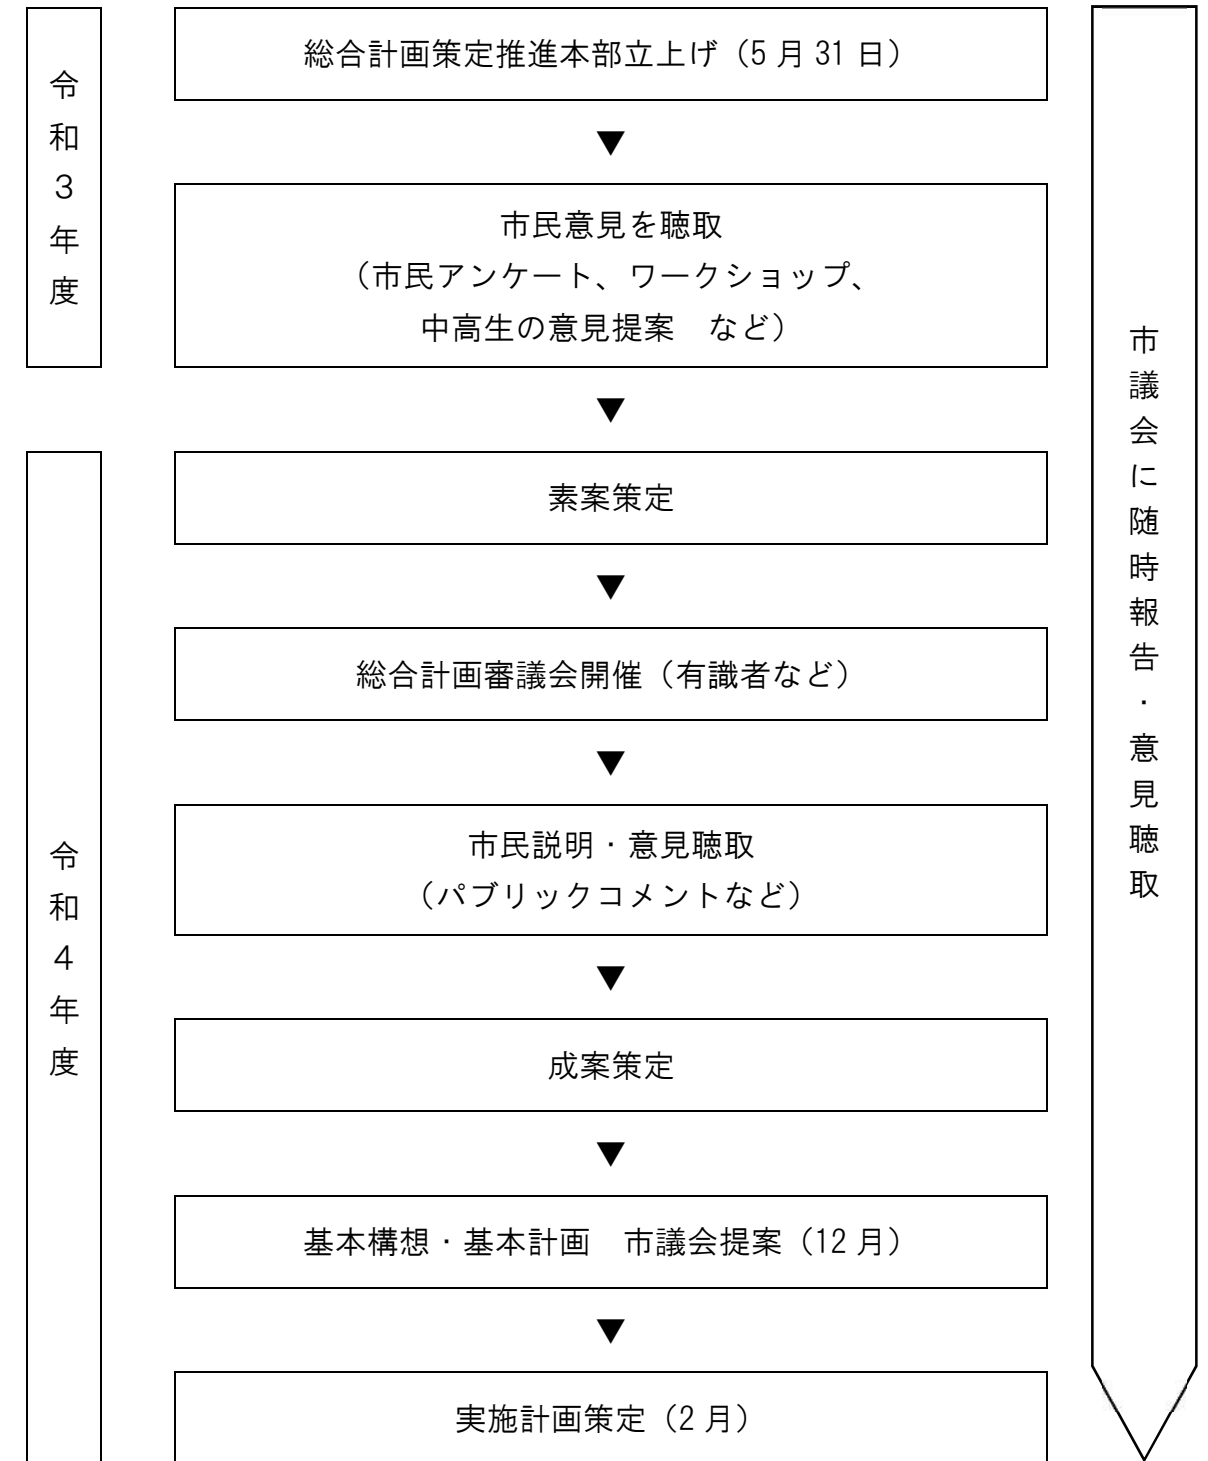 令和3年度
総合計画策定推進本部立上げ（5月31日）
▼
市民意見を聴取
（市民アンケート、ワークショップ、
中高生の意見提案　など）
▼
令和4年度
素案策定
▼
総合計画審議会開催（有識者など）
▼
市民説明・意見聴取
（パブリックコメントなど）
▼
成案策定
▼
基本構想・基本計画　市議会提案（12月）
▼
実施計画策定（2月）
市議会に随時報告・意見聴取